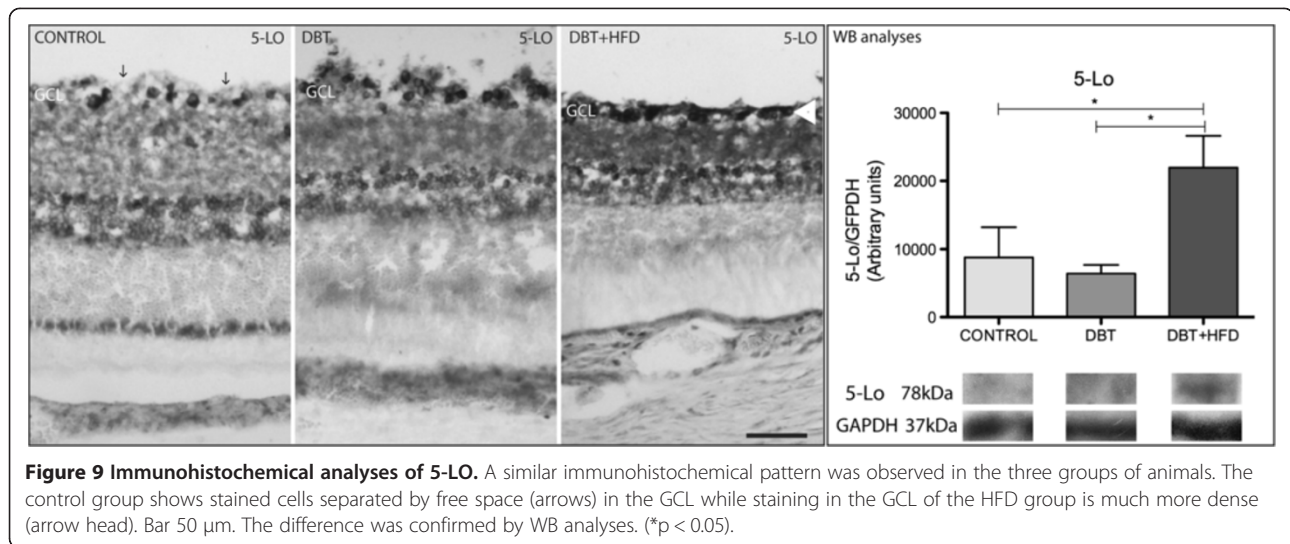 CONTROL 5-LO
GCL
DBT 5-LO
GCL
DBT+HFD 5-LO
GCL
WB analyses
5-Lo
*
*
5-Lo/GFPDH
(Arbitrary units)
30000
20000
10000
0
CONTROL DBT DBT+HFD
5-Lo 78kDa
GAPDH 37kDa
Figure 9 Immunohistochemical analyses of 5-LO. A similar immunohistochemical pattern was observed in the three groups of animals. The
control group shows stained cells separated by free space (arrows) in the GCL while staining in the GCL of the HFD group is much more dense
(arrow head). Bar 50 μm. The difference was confirmed by WB analyses. (*p < 0.05).